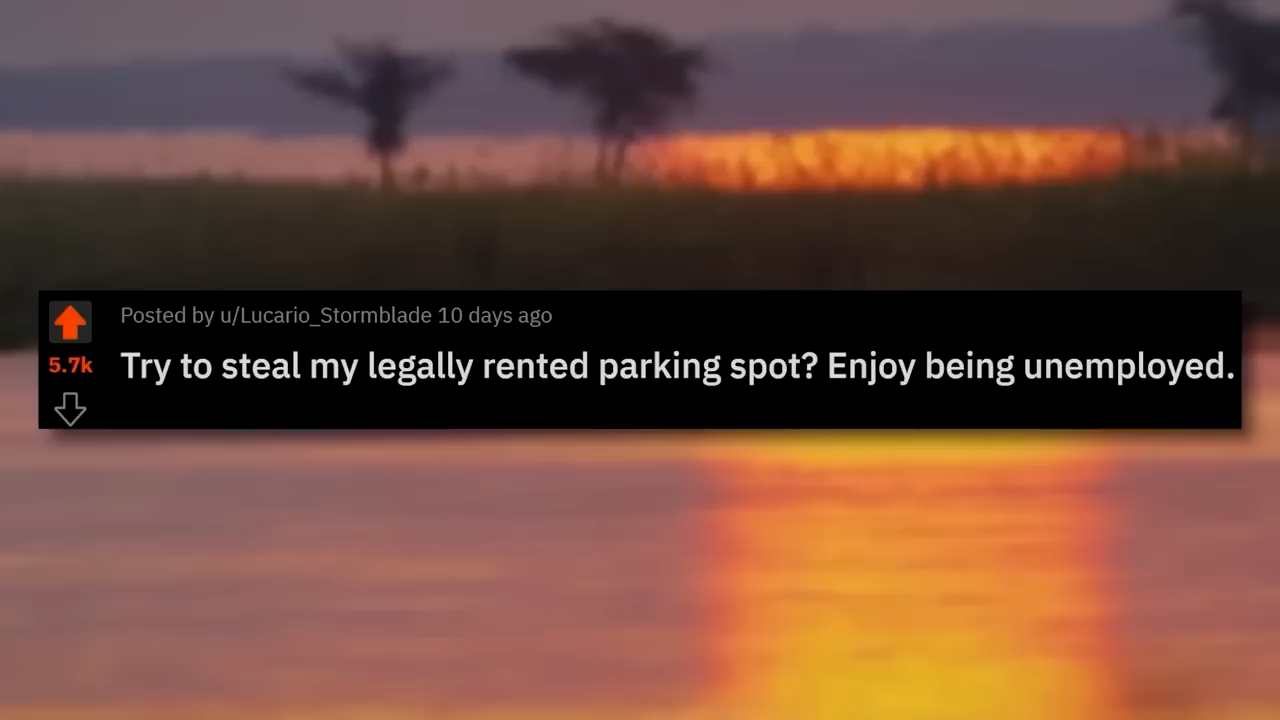 Posted by u/Lucario_Stormblade 10 days ago
5.7k
Try to steal my legally rented parking spot? Enjoy being unemployed.